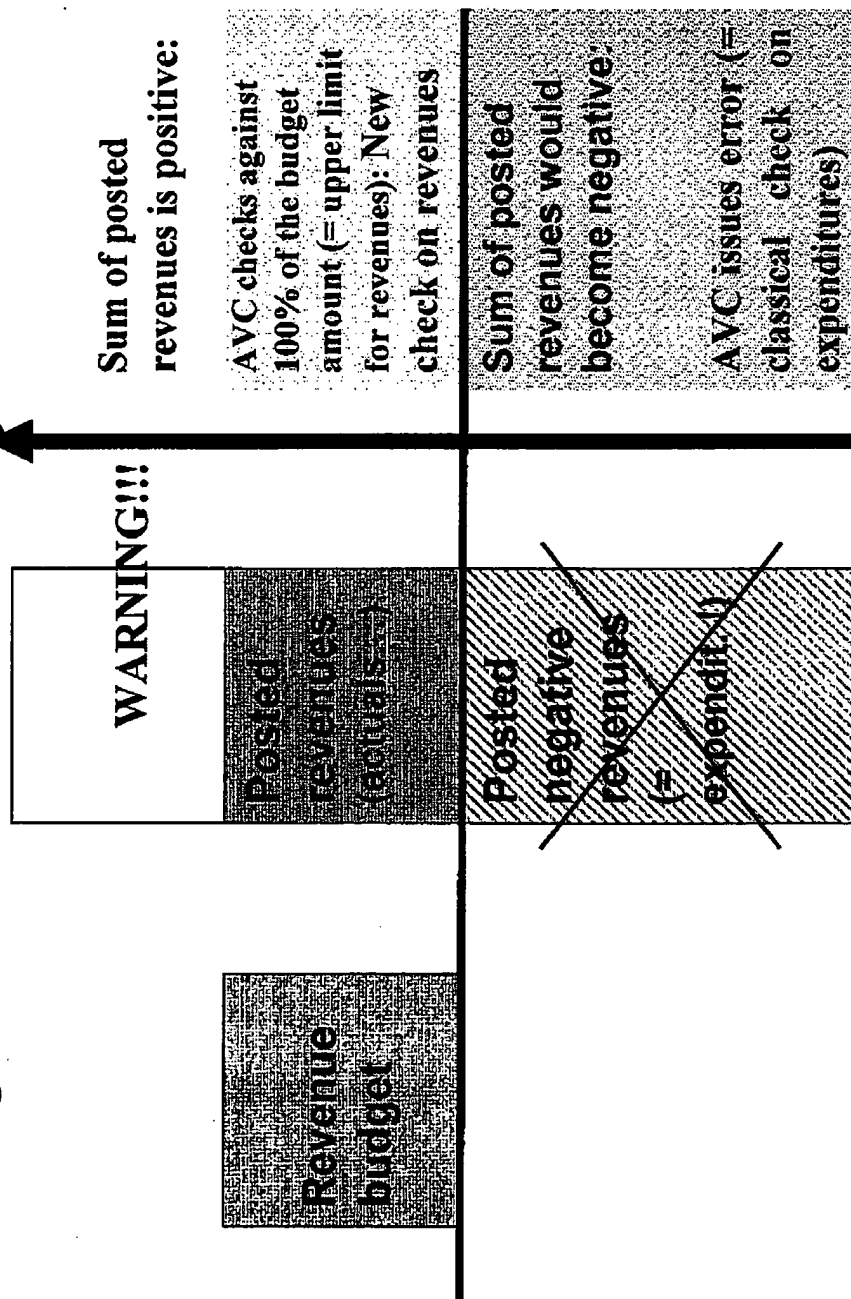 Revenue
budget
WARNING!!!
Posted
revenues
(actuals...)
Posted
negative
revenues
(=
expendit.!)
Sum of posted
revenues is positive:
AVC checks against
100% of the budget
amount (= upper limit
for revenues): New
check on revenues
Sum of posted
revenues would
become negative:
AVC issues error (=
classical check on
expenditures)